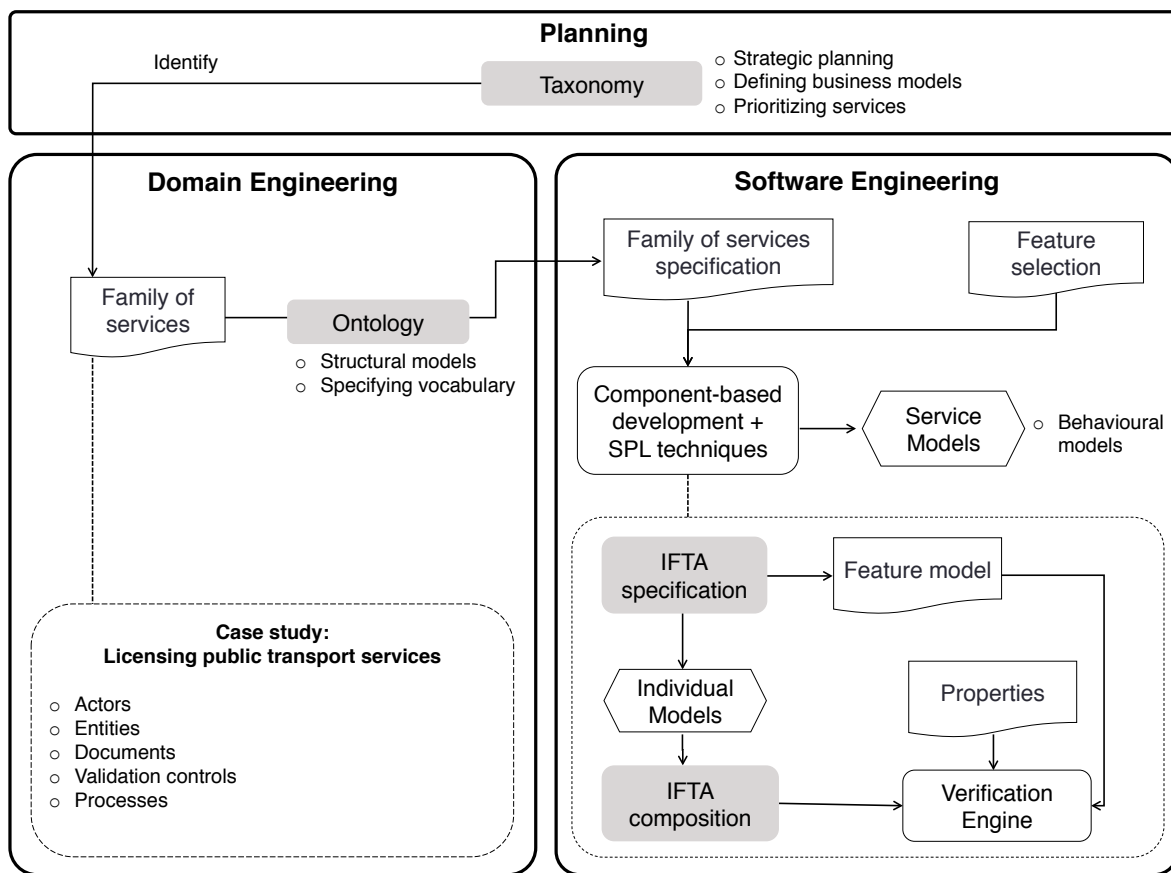 Planning
Identify
Taxonomy
○ Strategic planning
○ Defining business models
○ Prioritizing services
Domain Engineering
Family of
services
Ontology
○ Structural models
○ Specifying vocabulary
Case study:
Licensing public transport services
○ Actors
○ Entities
○ Documents
○ Validation controls
○ Processes
Software Engineering
Family of services
specification
Feature
selection
Component-based
development +
SPL techniques
Service
Models
○ Behavioural
models
IFTA
specification
Feature model
Individual
Models
Properties
IFTA
composition
Verification
Engine